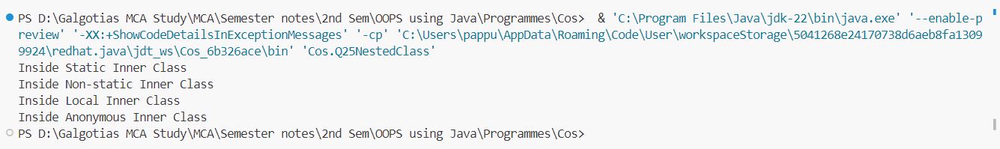 PS D:\Galgotias MCA Study\MCA\Semester notes\2nd Sem\OOPS using Java\Programmes\Cos>  & 'C:\Program Files\Java\jdk-22\bin\java.exe' '--enable-p
review' '-XX:+ShowCodeDetailsInExceptionMessages' '-cp' 'C:\Users\pappu\AppData\Roaming\Code\User\workspaceStorage\5041268e24170738d6aeb8fa1309
9924\redhat.java\jdt_ws\Cos_6b326ace\bin' 'Cos.Q25NestedClass'
Inside Static Inner Class
Inside Non-static Inner Class
Inside Local Inner Class
Inside Anonymous Inner Class
PS D:\Galgotias MCA Study\MCA\Semester notes\2nd Sem\OOPS using Java\Programmes\Cos>